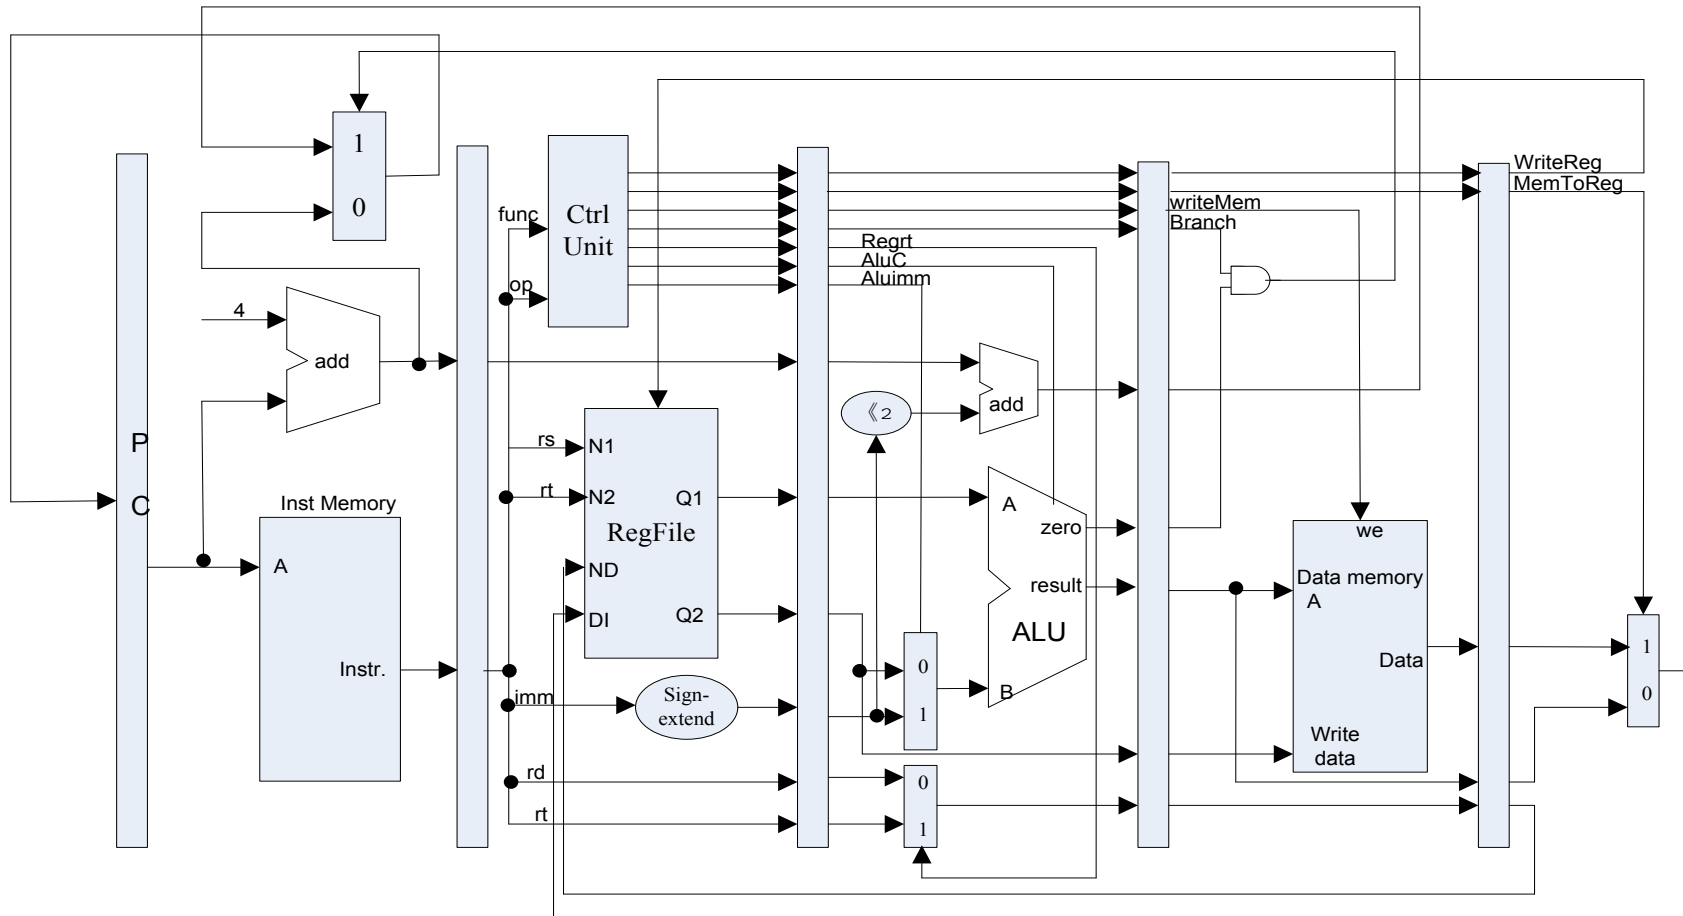 WriteReg
MemToReg
1
0
func
Ctrl
Unit
writeMem
Branch
Regrt
AluC
Aluimm
op
4
add
《2
add
P
C
rs
N1
rt
N2
Q1
RegFile
A
zero
Inst Memory
we
A
ND
result
Data memory
A
DI
Q2
ALU
1
0
Data
Instr.
imm
Sign-
extend
0
1
B
Write
data
rd
0
rt
1